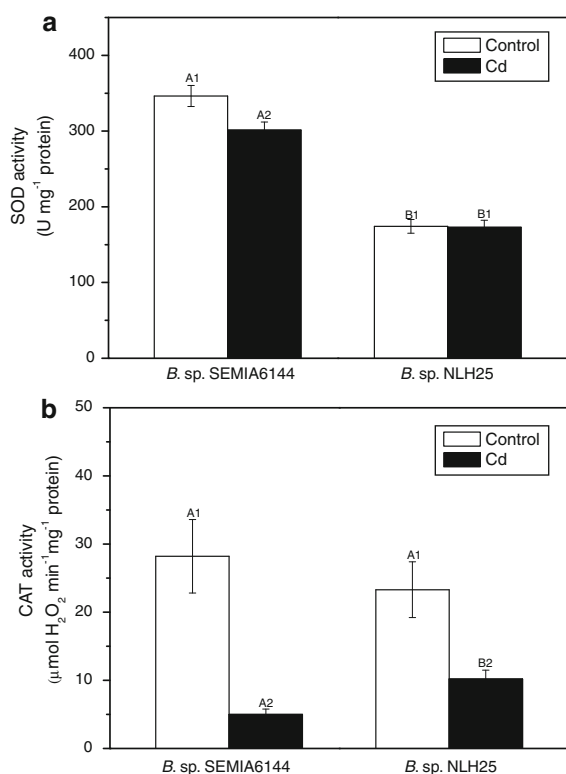 a
450
300
200
100
0
SOD activity
(U mg⁻¹ protein)
Control
Cd
A1
A2
B1
B1
B. sp. SEMIA6144
B. sp. NLH25
b
50
40
30
20
10
0
CAT activity
(μmol H₂O₂ min⁻¹mg⁻¹ protein)
Control
Cd
A1
A2
A1
B2
B. sp. SEMIA6144
B. sp. NLH25